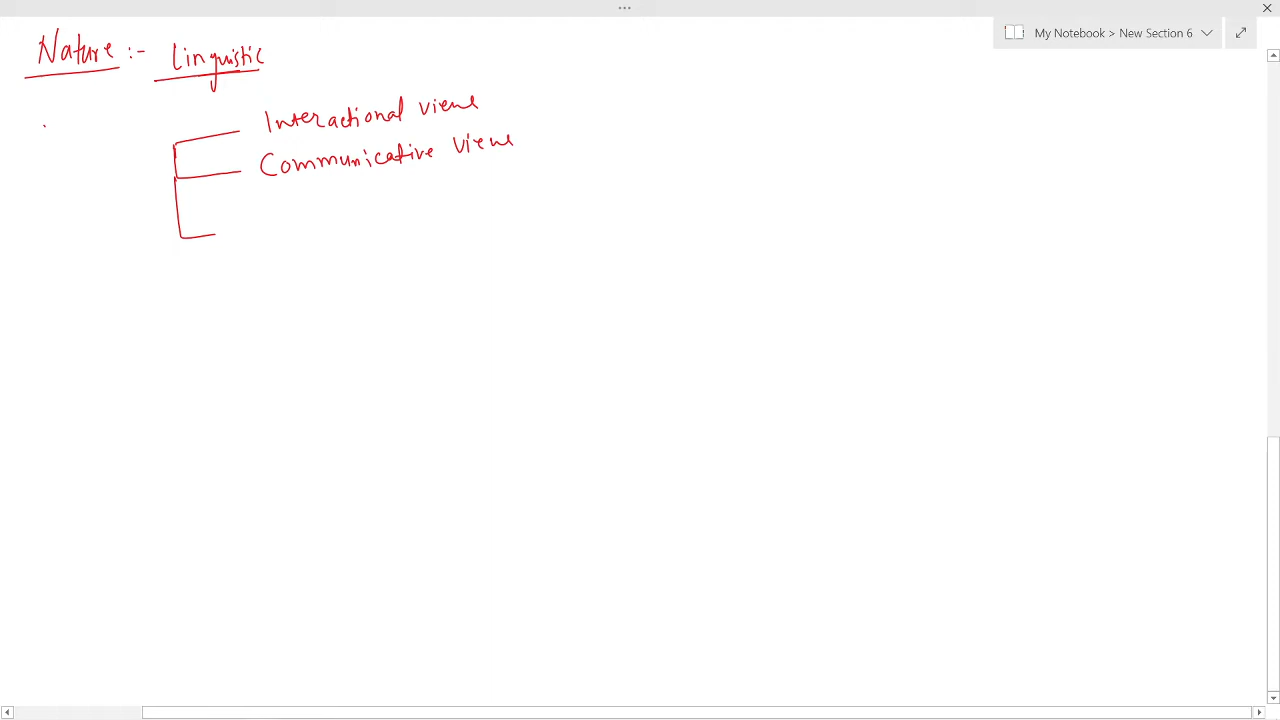 My Notebook > New Section 6
Nature :- Linguistic
Interactional view
Communicative view